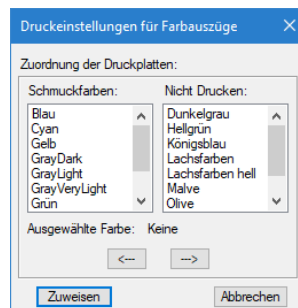 Druckeinstellungen für Farbauszüge
Zuordnung der Druckplatten:
Schmuckfarben:
Nicht Drucken:
Blau
Cyan
Gelb
GrayDark
GrayLight
GrayVeryLight
Grün
Dunkelgrau
Hellgrün
Königsblau
Lachsfarben
Lachsfarben hell
Malve
Olive
Ausgewählte Farbe: Keine
<--- --->
Zuweisen Abbrechen